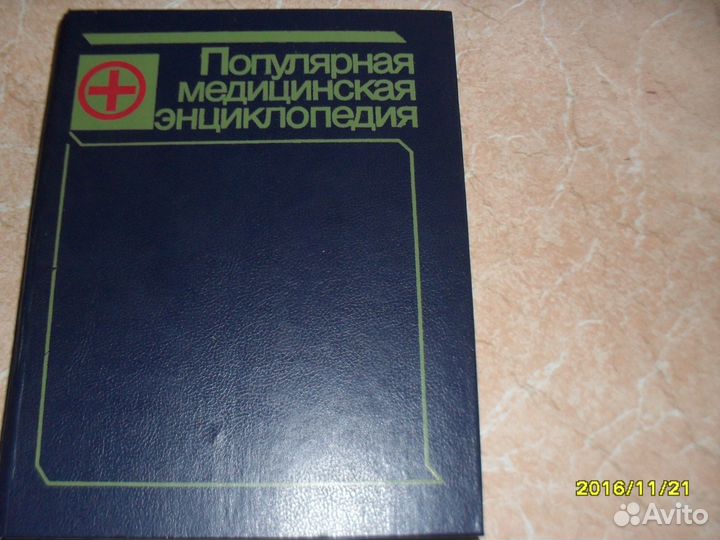 Популярная
медицинская
энциклопедия
2016/11/21
Avito